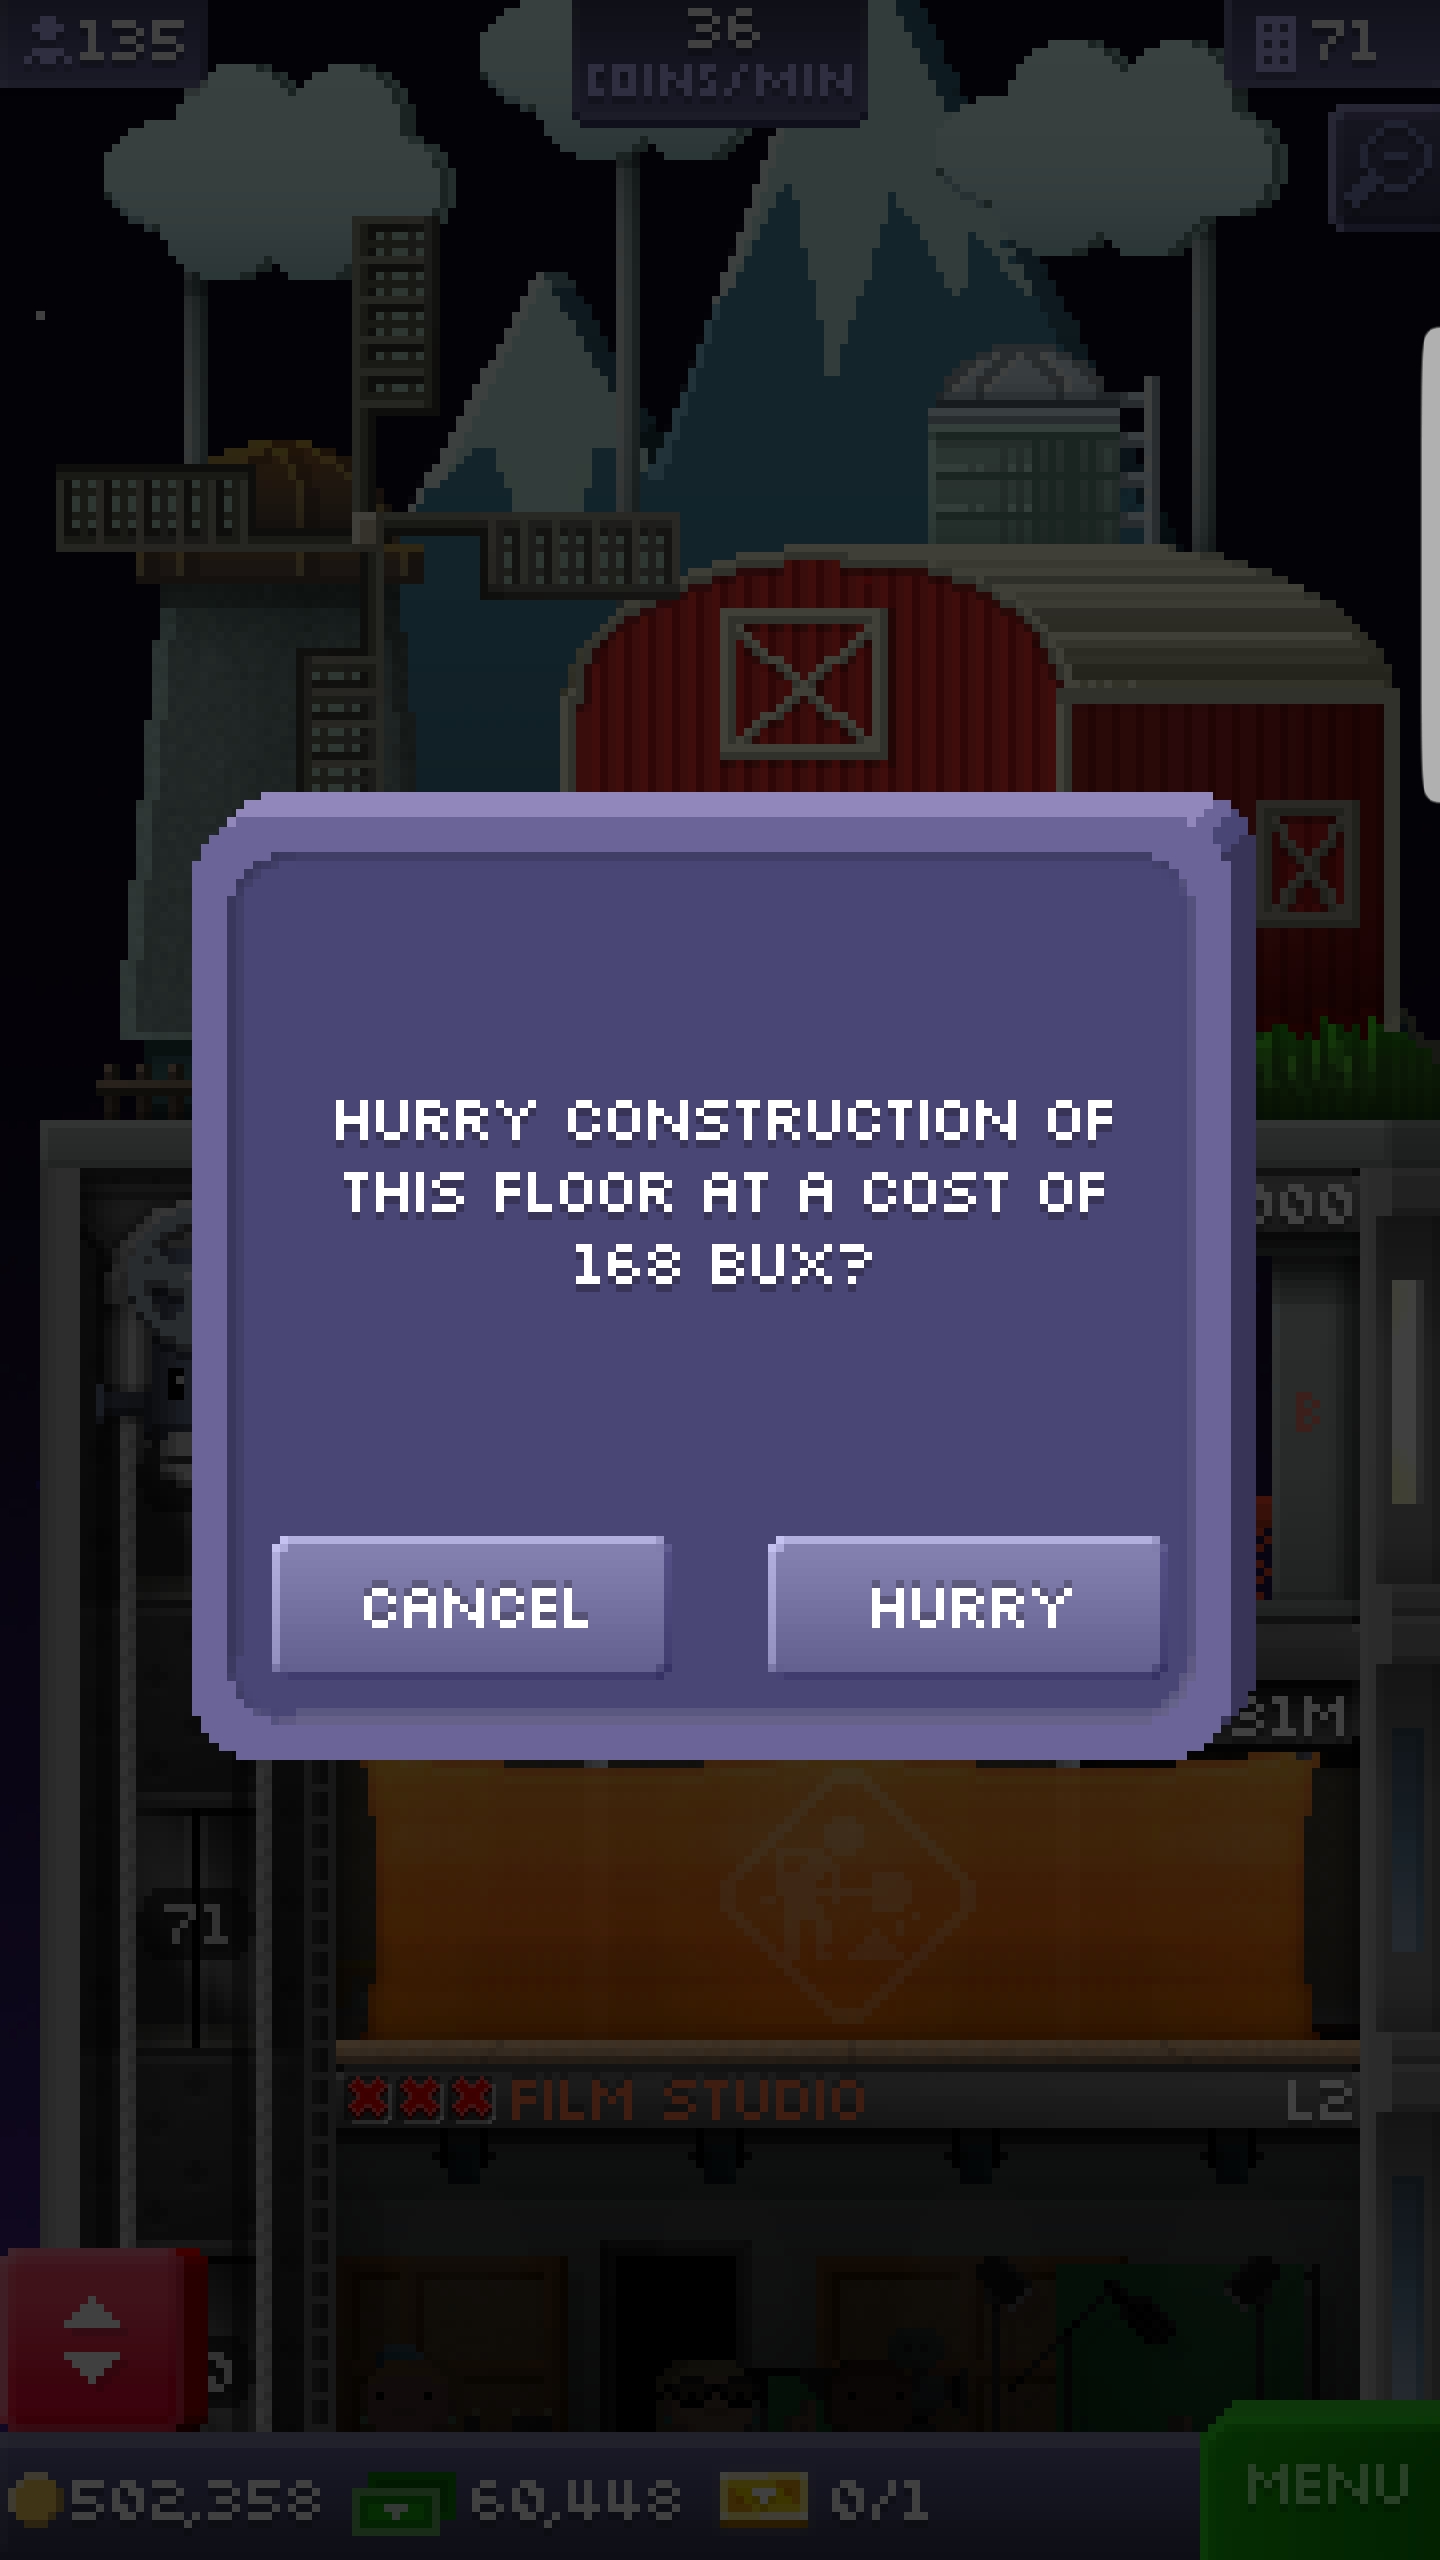 135
36
COINS/MIN
71
HURRY CONSTRUCTION OF
THIS FLOOR AT A COST OF
168 BUX?
000
B
CANCEL
HURRY
31M
71
FILM STUDIO
L2
502,358
60,448
0/1
MENU